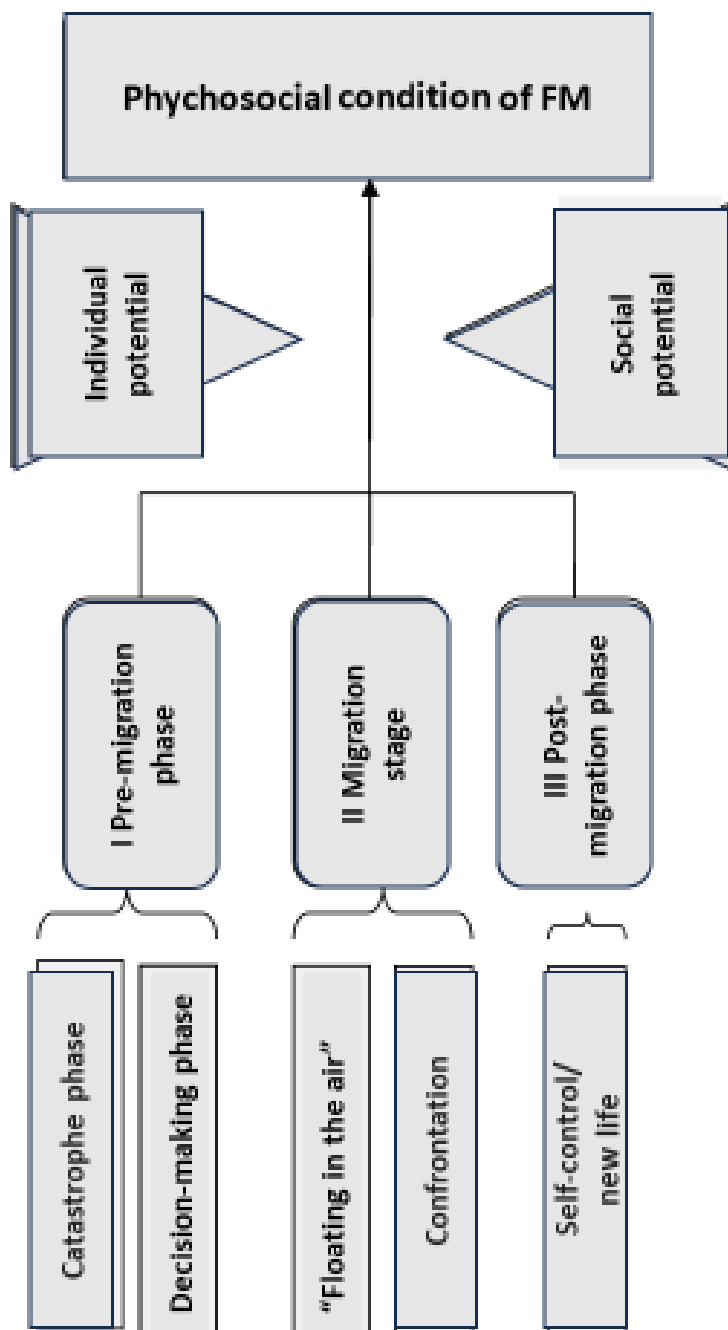 Phychosocial condition of FM
Individual
potential
Social
potential
I Pre-migration
phase
II Migration
stage
III Post-
migration phase
Catastrophe phase
Decision-making phase
"Floating in the air"
Confrontation
Self-control/
new life